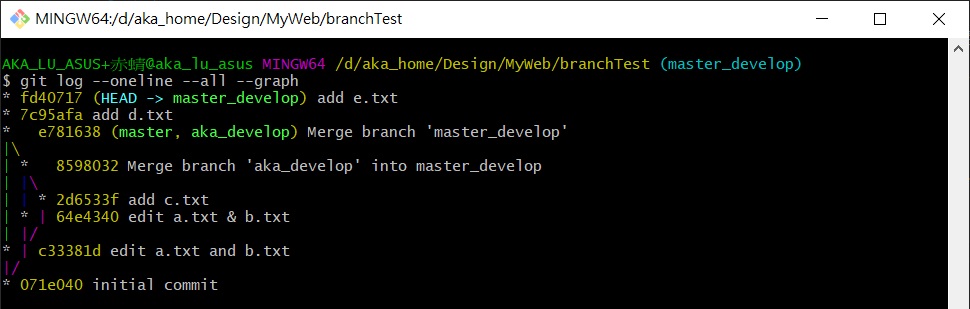 MINGW64:/d/aka_home/Design/MyWeb/branchTest
AKA_LU_ASUS+赤蜻@aka_lu_asus MINGW64 /d/aka_home/Design/MyWeb/branchTest (master_develop)
$ git log --oneline --all --graph
* fd40717 (HEAD -> master_develop) add e.txt
* 7c95afa add d.txt
*   e781638 (master, aka_develop) Merge branch 'master_develop'
|\
| *   8598032 Merge branch 'aka_develop' into master_develop
| |\
| | * 2d6533f add c.txt
| * | 64e4340 edit a.txt & b.txt
| |/
* | c33381d edit a.txt and b.txt
|/
* 071e040 initial commit